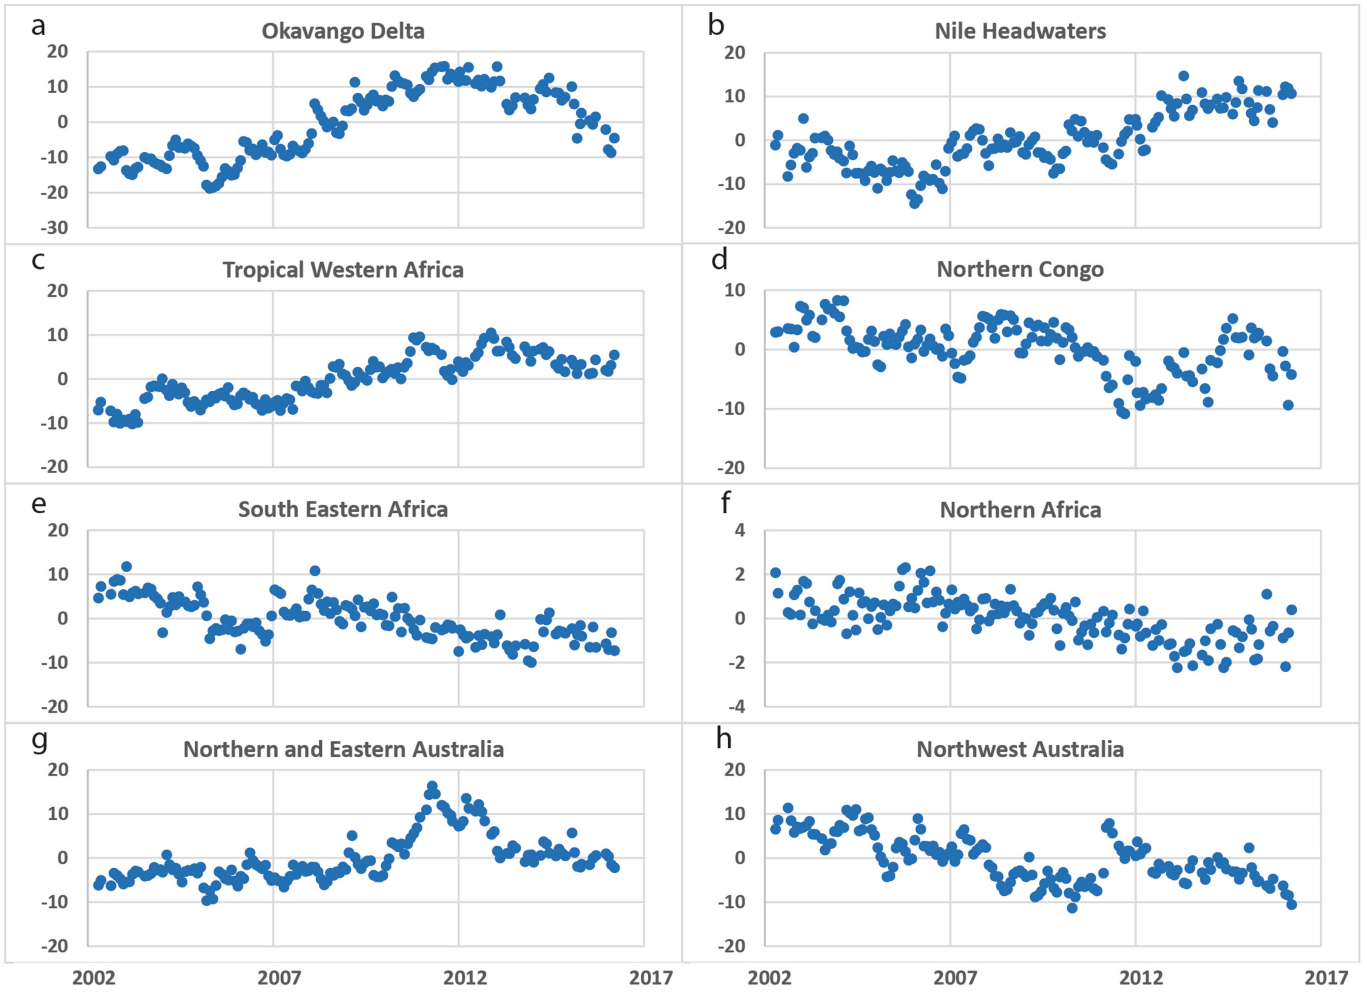 a
Okavango Delta
20
10
0
-10
-20
-30
b
Nile Headwaters
20
10
0
-10
-20
c
Tropical Western Africa
20
10
0
-10
-20
d
Northern Congo
10
0
-10
-20
e
South Eastern Africa
20
10
0
-10
-20
f
Northern Africa
4
2
0
-2
-4
g
Northern and Eastern Australia
20
10
0
-10
-20
2002 2007 2012 2017
h
Northwest Australia
20
10
0
-10
-20
2002 2007 2012 2017